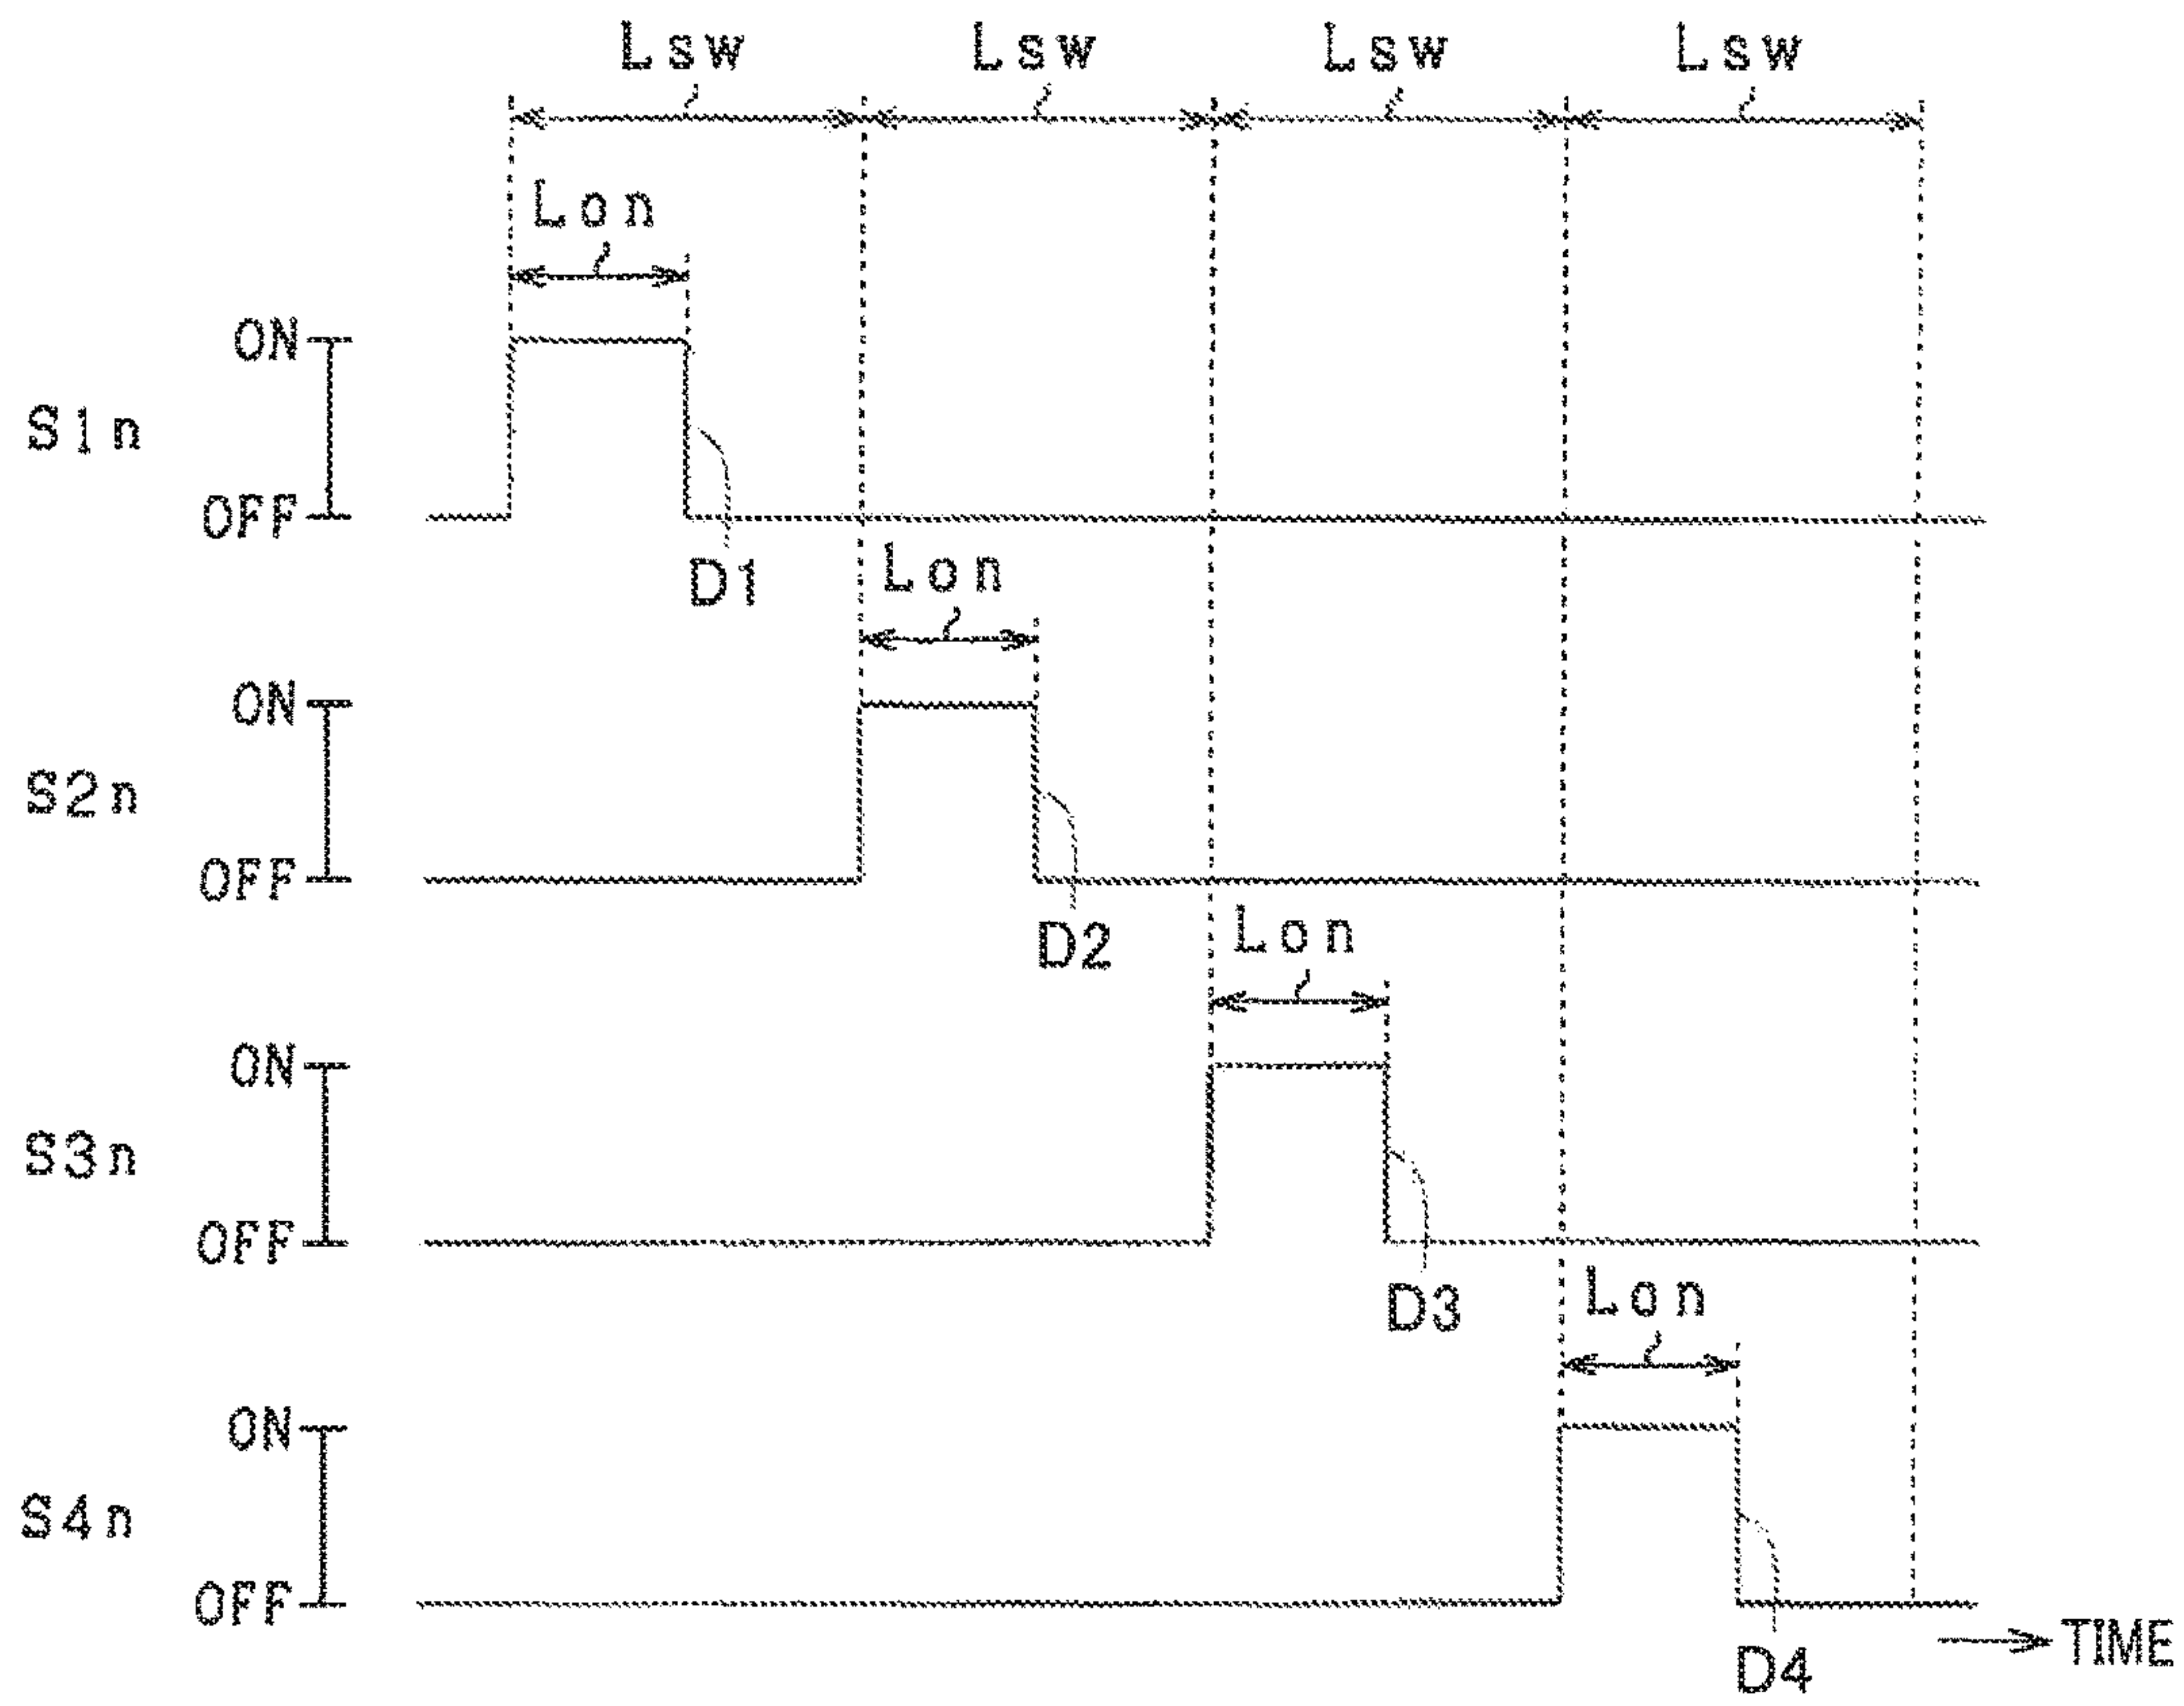 Lsw Lsw Lsw Lsw
Lon
ON
S1n
OFF
D1
Lon
ON
S2n
OFF
D2
Lon
ON
S3n
OFF
D3
Lon
ON
S4n
OFF
TIME
D4